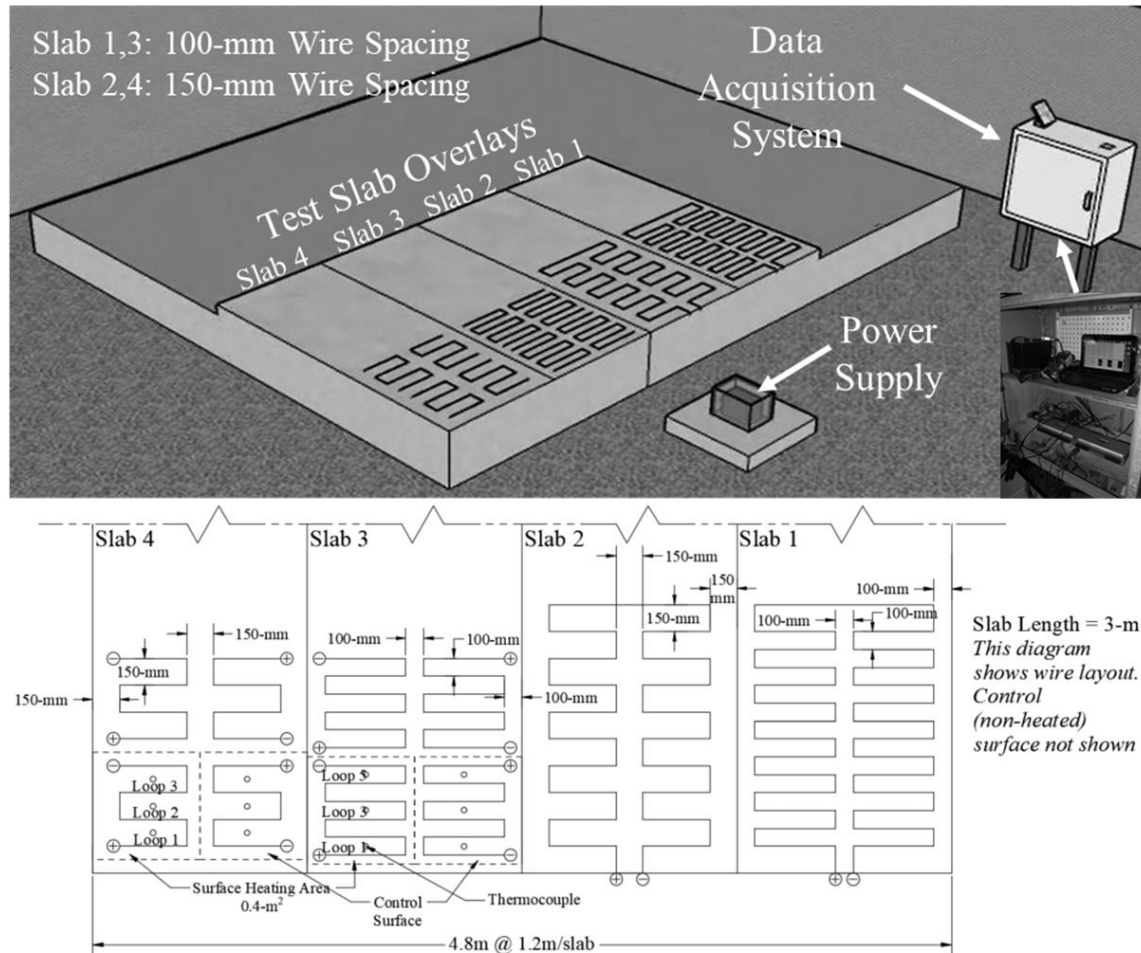 Slab 1,3: 100-mm Wire Spacing
Slab 2,4: 150-mm Wire Spacing
Data
Acquisition
System
Test Slab Overlays
Slab 4
Slab 3
Slab 2
Slab 1
Power
Supply
Slab 4
Slab 3
Slab 2
Slab 1
150-mm
150-mm
150-mm
100-mm
100-mm
100-mm
150-mm
150
mm
150-mm
100-mm
100-mm
100-mm
Slab Length = 3-m
This diagram
shows wire layout.
Control
(non-heated)
surface not shown
Loop 3
Loop 2
Loop 1
Loop 5
Loop 3
Loop 1
Surface Heating Area
0.4-m²
Control
Surface
Thermocouple
4.8m @ 1.2m/slab